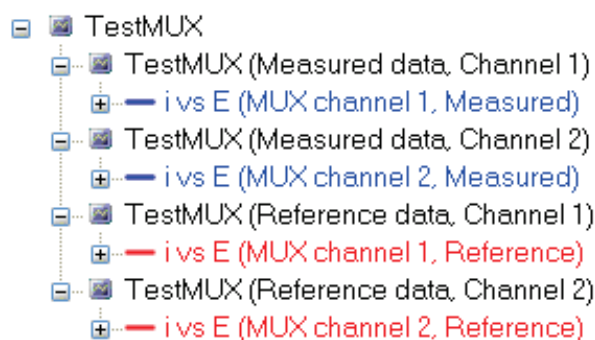 TestMUX
TestMUX (Measured data, Channel 1)
i vs E (MUX channel 1, Measured)
TestMUX (Measured data, Channel 2)
i vs E (MUX channel 2, Measured)
TestMUX (Reference data, Channel 1)
i vs E (MUX channel 1, Reference)
TestMUX (Reference data, Channel 2)
i vs E (MUX channel 2, Reference)